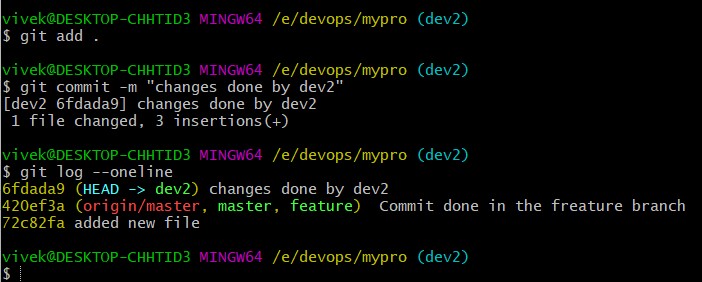 vivek@DESKTOP-CHHTID3 MINGW64 /e/devops/mypro (dev2)
$ git add .
vivek@DESKTOP-CHHTID3 MINGW64 /e/devops/mypro (dev2)
$ git commit -m "changes done by dev2"
[dev2 6fdada9] changes done by dev2
1 file changed, 3 insertions(+)
vivek@DESKTOP-CHHTID3 MINGW64 /e/devops/mypro (dev2)
$ git log --oneline
6fdada9 (HEAD -> dev2) changes done by dev2
420ef3a (origin/master, master, feature)  Commit done in the freature branch
72c82fa added new file
vivek@DESKTOP-CHHTID3 MINGW64 /e/devops/mypro (dev2)
$